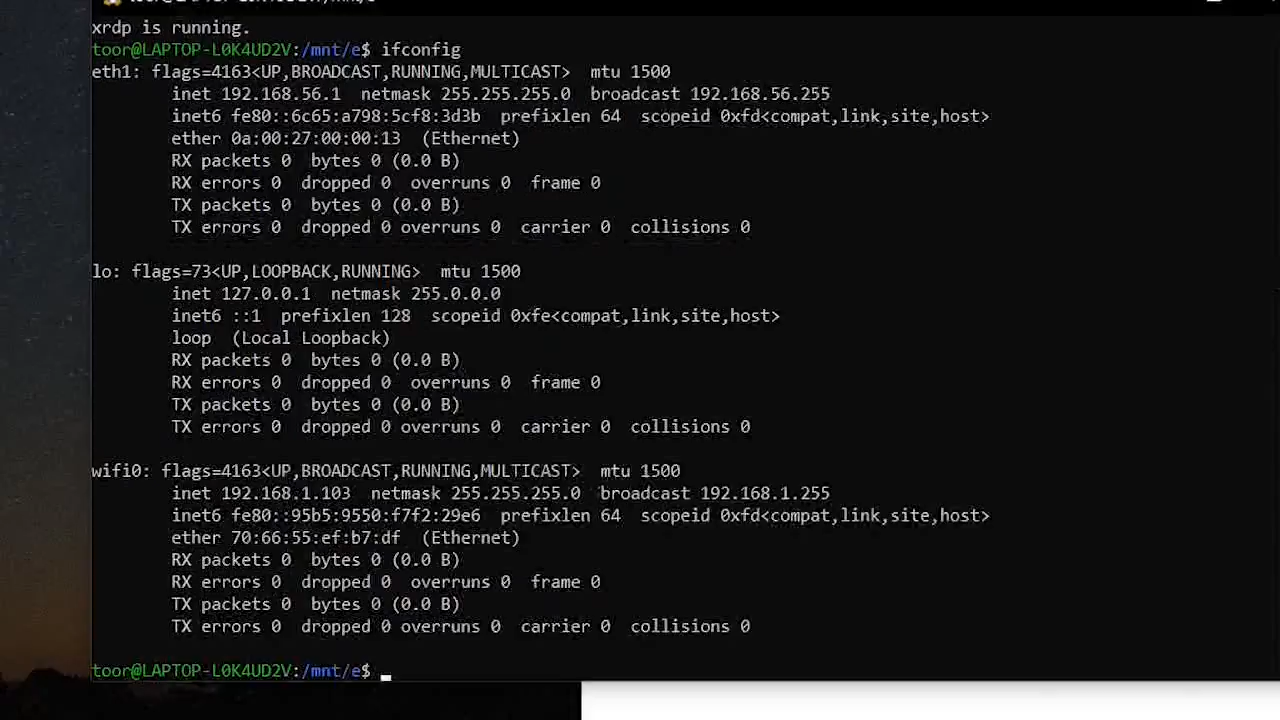 xrdp is running.
toor@LAPTOP-L0K4UD2V:/mnt/e$ ifconfig
eth1: flags=4163<UP,BROADCAST,RUNNING,MULTICAST>  mtu 1500
        inet 192.168.56.1  netmask 255.255.255.0  broadcast 192.168.56.255
        inet6 fe80::6c65:a798:5cf8:3d3b  prefixlen 64  scopeid 0xfd<compat,link,site,host>
        ether 0a:00:27:00:00:13  (Ethernet)
        RX packets 0  bytes 0 (0.0 B)
        RX errors 0  dropped 0  overruns 0  frame 0
        TX packets 0  bytes 0 (0.0 B)
        TX errors 0  dropped 0 overruns 0  carrier 0  collisions 0

lo: flags=73<UP,LOOPBACK,RUNNING>  mtu 1500
        inet 127.0.0.1  netmask 255.0.0.0
        inet6 ::1  prefixlen 128  scopeid 0xfe<compat,link,site,host>
        loop  (Local Loopback)
        RX packets 0  bytes 0 (0.0 B)
        RX errors 0  dropped 0  overruns 0  frame 0
        TX packets 0  bytes 0 (0.0 B)
        TX errors 0  dropped 0 overruns 0  carrier 0  collisions 0

wifi0: flags=4163<UP,BROADCAST,RUNNING,MULTICAST>  mtu 1500
        inet 192.168.1.103  netmask 255.255.255.0  broadcast 192.168.1.255
        inet6 fe80::95b5:9550:f7f2:29e6  prefixlen 64  scopeid 0xfd<compat,link,site,host>
        ether 70:66:55:ef:b7:df  (Ethernet)
        RX packets 0  bytes 0 (0.0 B)
        RX errors 0  dropped 0  overruns 0  frame 0
        TX packets 0  bytes 0 (0.0 B)
        TX errors 0  dropped 0 overruns 0  carrier 0  collisions 0

toor@LAPTOP-L0K4UD2V:/mnt/e$